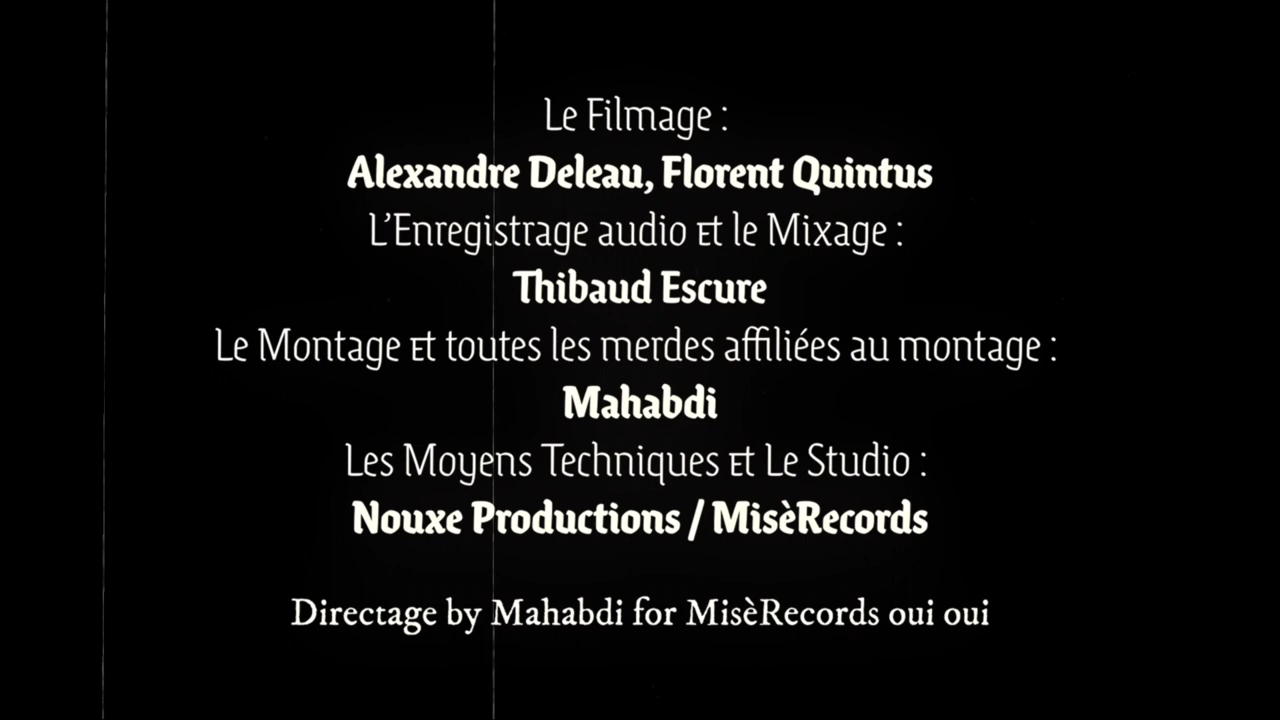 Le Filmage :
Alexandre Deleau, Florent Quintus
L’Enregistrage audio et le Mixage :
Thibaud Escure
Le Montage et toutes les merdes affiliées au montage :
Mahabdi
Les Moyens Techniques et Le Studio :
Nouxe Productions / MisèRecords
Directage by Mahabdi for MisèRecords oui oui